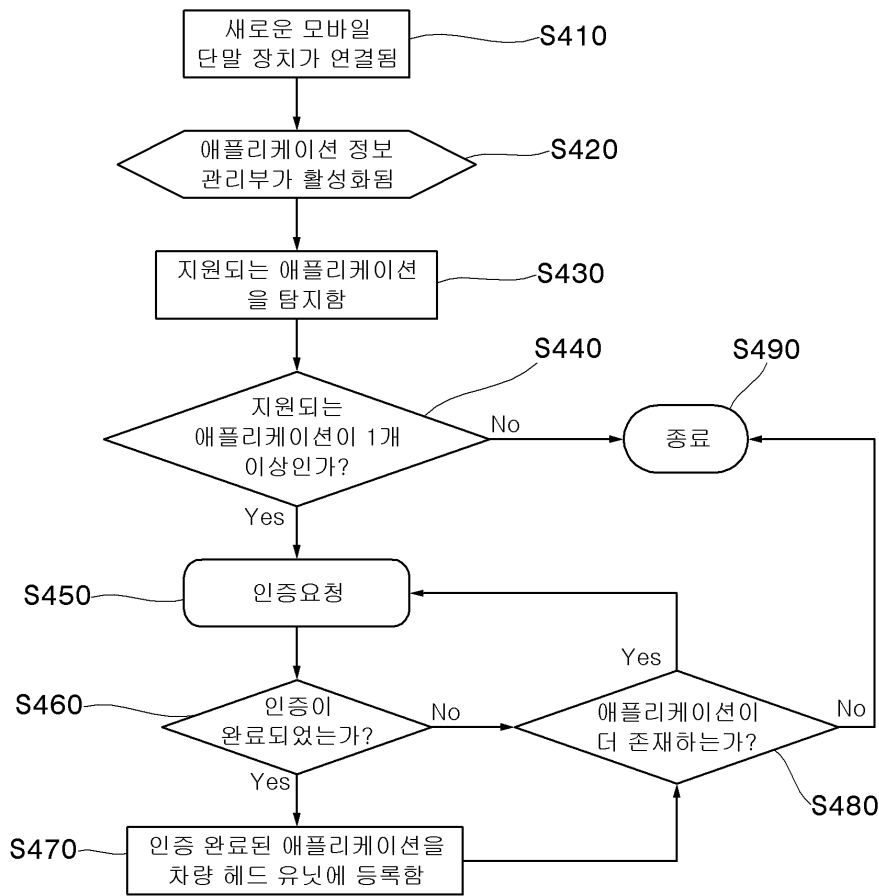 새로운 모바일
단말 장치가 연결됨
S410
애플리케이션 정보
관리부가 활성화됨
S420
지원되는 애플리케이션
을 탐지함
S430
S440
S490
지원되는
애플리케이션이 1개
이상인가?
No
종료
Yes
S450
인증요청
Yes
S460
인증이
완료되었는가?
No
애플리케이션이
더 존재하는가?
No
Yes
S480
S470
인증 완료된 애플리케이션을
차량 헤드 유닛에 등록함